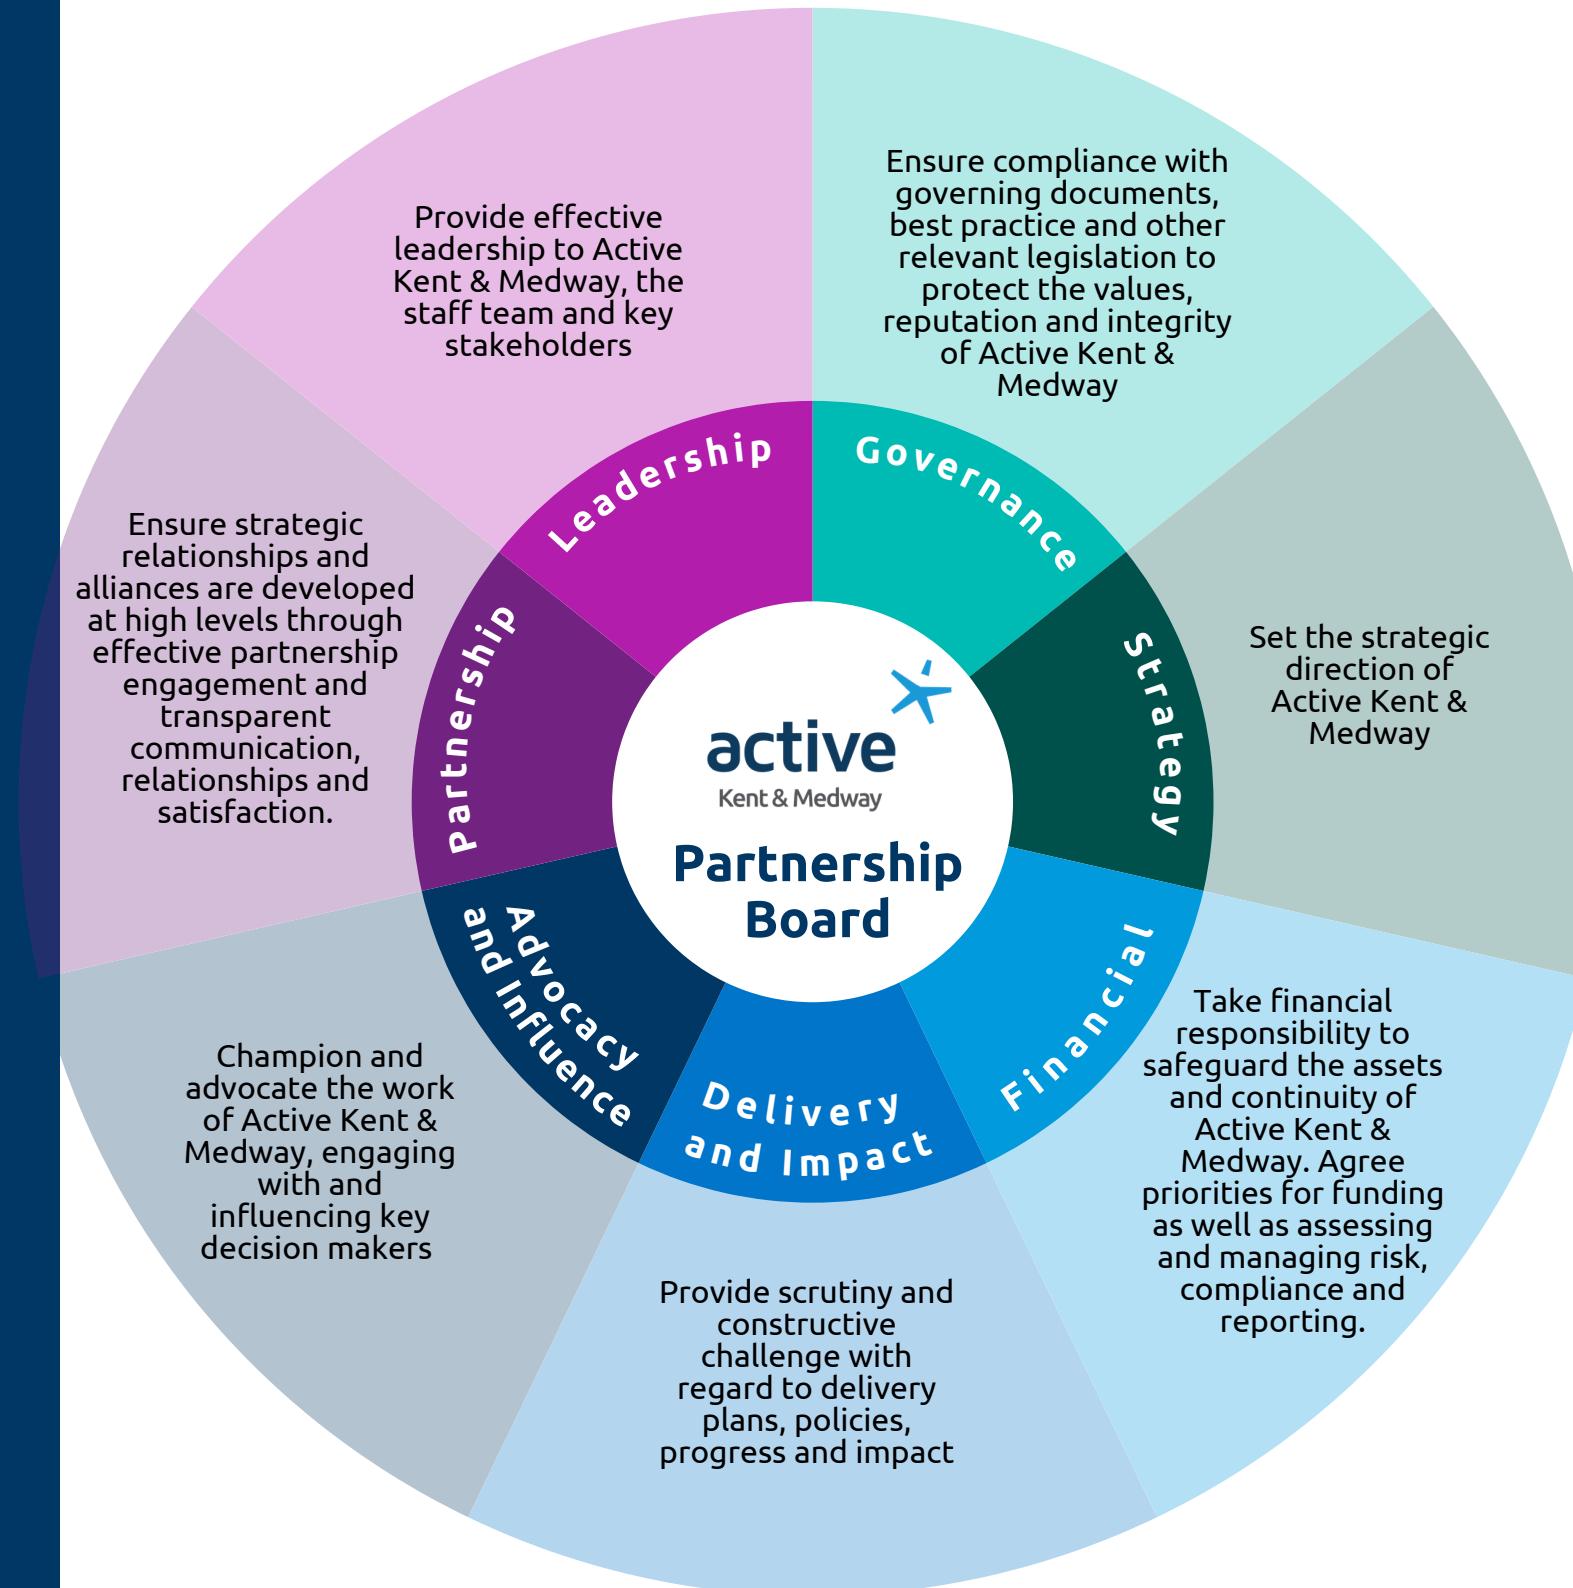 Provide effective
leadership to Active
Kent & Medway, the
staff team and key
stakeholders
Ensure compliance with
governing documents,
best practice and other
relevant legislation to
protect the values,
reputation and integrity
of Active Kent &
Medway
Leadership
Governance
Ensure strategic
relationships and
alliances are developed
at high levels through
effective partnership
engagement and
transparent
communication,
relationships and
satisfaction.
Partnership
Strategy
Set the strategic
direction of
Active Kent &
Medway
active
Kent & Medway
Partnership
Board
Advocacy
and Influence
Delivery
and Impact
Financial
Champion and
advocate the work
of Active Kent &
Medway, engaging
with and
influencing key
decision makers
Provide scrutiny and
constructive
challenge with
regard to delivery
plans, policies,
progress and impact
Take financial
responsibility to
safeguard the assets
and continuity of
Active Kent &
Medway. Agree
priorities for funding
as well as assessing
and managing risk,
compliance and
reporting.